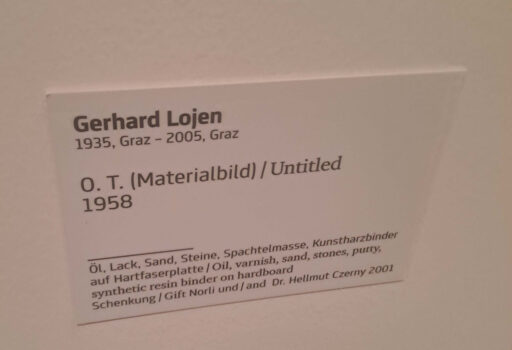 Gerhard Lojen
1935, Graz – 2005, Graz
O. T. (Materialbild) / Untitled
1958
Öl, Lack, Sand, Steine, Spachtelmasse, Kunstharzbinder
auf Hartfaserplatte / Oil, varnish, sand, stones, putty,
synthetic resin binder on hardboard
Schenkung / Gift Norli und / and Dr. Hellmut Czerny 2001